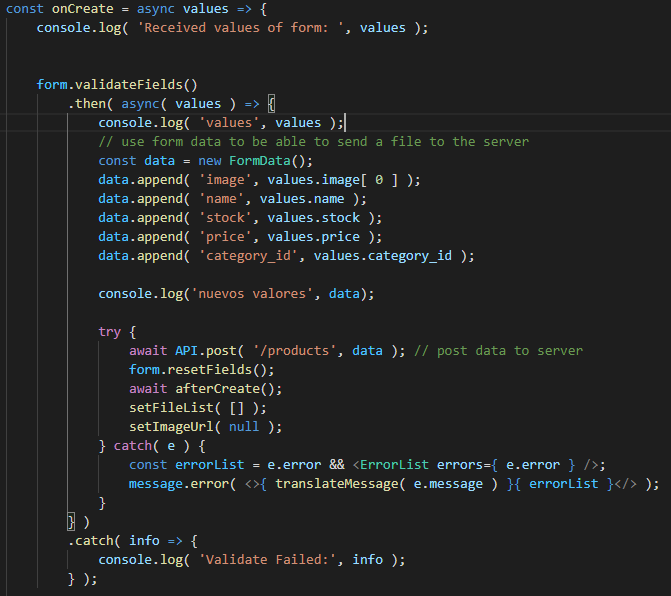 const onCreate = async values => {
    console.log( 'Received values of form: ', values );
    form.validateFields()
        .then( async( values ) => {
            console.log( 'values', values );
            // use form data to be able to send a file to the server
            const data = new FormData();
            data.append( 'image', values.image[ 0 ] );
            data.append( 'name', values.name );
            data.append( 'stock', values.stock );
            data.append( 'price', values.price );
            data.append( 'category_id', values.category_id );
            console.log('nuevos valores', data);
            try {
                await API.post( '/products', data ); // post data to server
                form.resetFields();
                await afterCreate();
                setFileList( [] );
                setImageUrl( null );
            } catch( e ) {
                const errorList = e.error && <ErrorList errors={ e.error } />;
                message.error( <>{ translateMessage( e.message ) }{ errorList }</> );
            }
        } )
        .catch( info => {
            console.log( 'Validate Failed:', info );
        } );